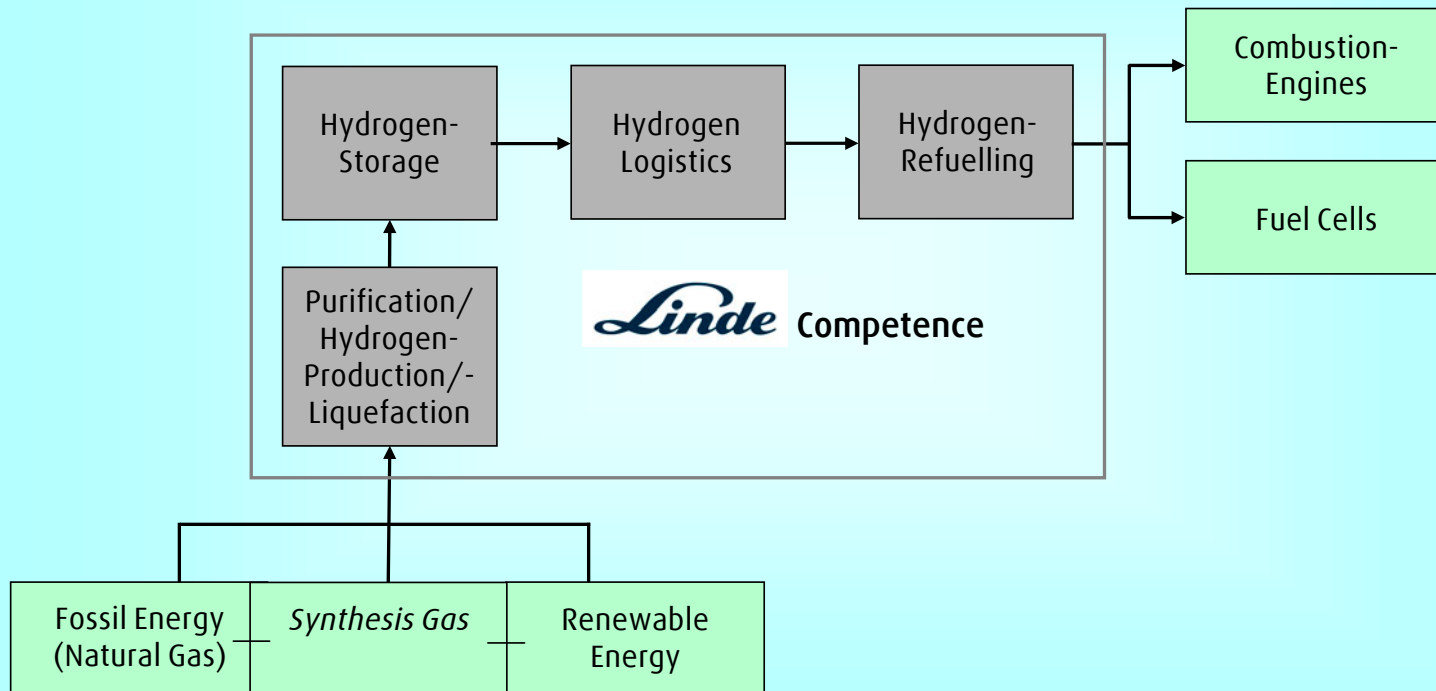 Combustion-
Engines
Hydrogen-
Storage
Hydrogen
Logistics
Hydrogen-
Refuelling
Fuel Cells
Purification/
Hydrogen-
Production/-
Liquefaction
Linde Competence
Fossil Energy
(Natural Gas)
Synthesis Gas
Renewable
Energy